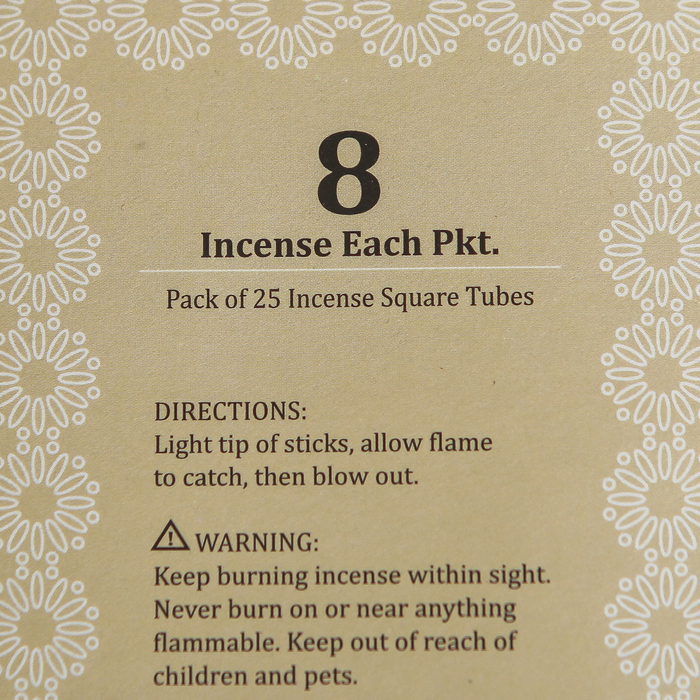 8
Incense Each Pkt.
Pack of 25 Incense Square Tubes
DIRECTIONS:
Light tip of sticks, allow flame
to catch, then blow out.
WARNING:
Keep burning incense within sight.
Never burn on or near anything
flammable. Keep out of reach of
children and pets.